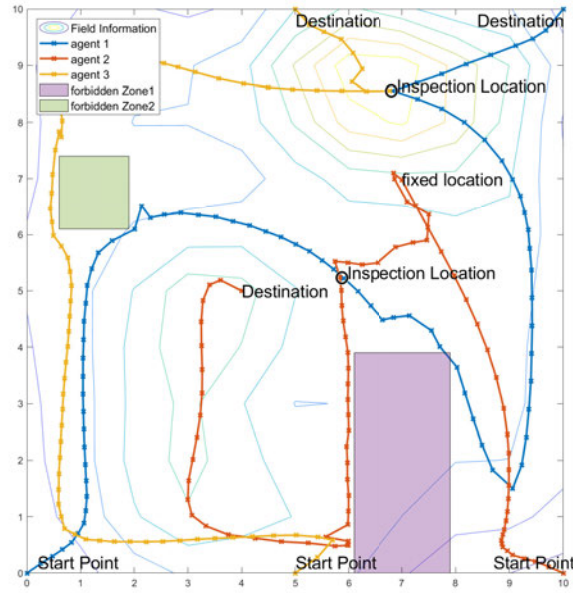 Destination
Destination
10
Field Information
agent 1
agent 2
agent 3
forbidden Zone1
forbidden Zone2
9
Inspection Location
8
7
fixed location
6
Inspection Location
5
Destination
4
3
2
1
Start Point
Start Point
Start Point
0
0
1
2
3
4
5
6
7
8
9
10